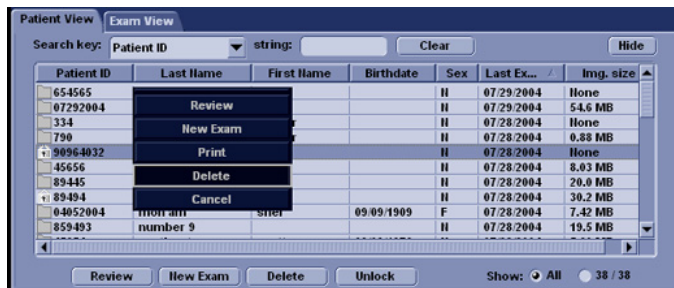 Patient View Exam View
Search key: Patient ID string: Clear Hide
Patient ID Last Name First Name Birthdate Sex Last Ex... Img. size
654565 N 07/29/2004 None
07292004 Review N 07/29/2004 54.6 MB
334 New Exam r N 07/28/2004 None
790 r N 07/28/2004 0.88 MB
90964032 Print N 07/28/2004 None
45656 Delete N 07/28/2004 8.03 MB
89445 N 07/28/2004 20.0 MB
89494 Cancel N 07/28/2004 30.2 MB
04052004 09/09/1909 F 07/28/2004 7.42 MB
859493 number 9 N 07/28/2004 19.5 MB
Review New Exam Delete Unlock Show: All 38 / 38